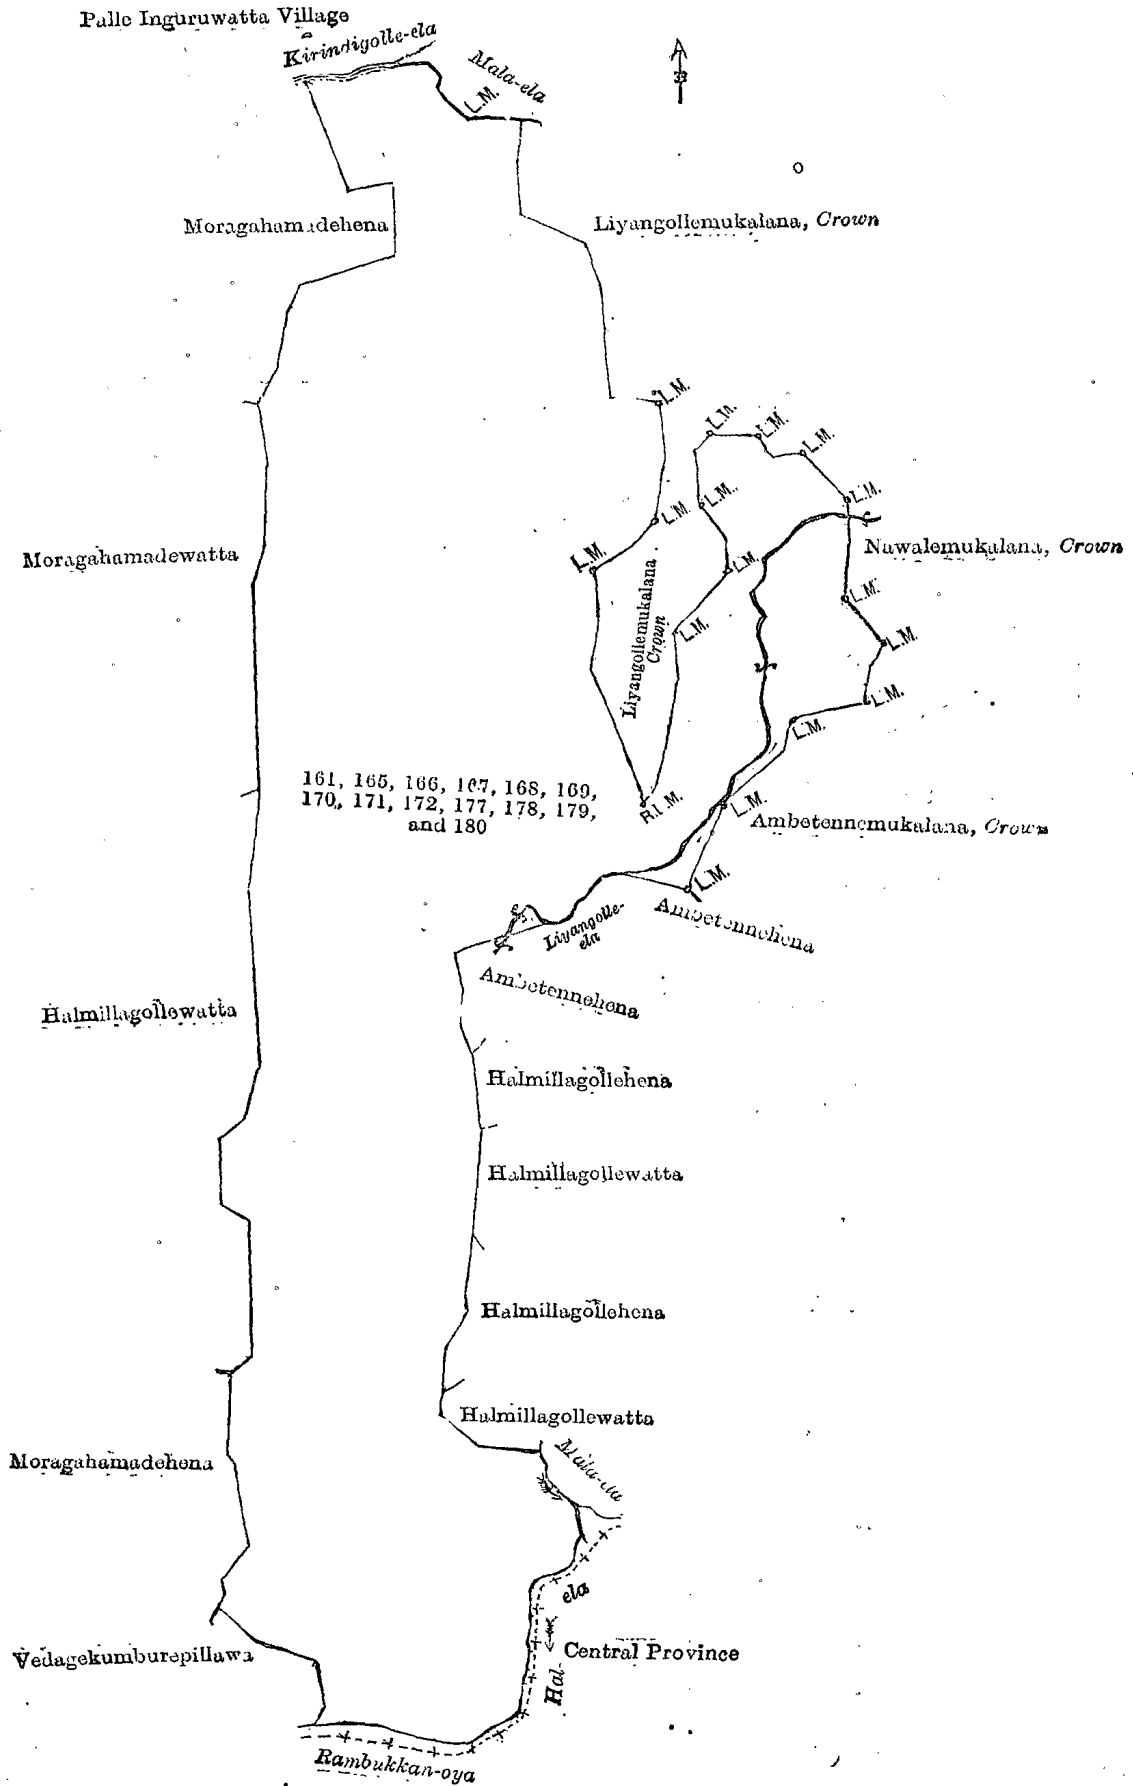 Palle Inguruwatta Village
Kirindigolle-ela
Mala-ela
L.M.
Moragahamadehena
Liyangollemukalana, Crown
L.M.
L.M.
L.M.
L.M.
L.M.
L.M.
L.M.
L.M.
Moragahamadewatta
L.M.
Nawalemukalana, Crown
L.M.
L.M.
Liyangollemukalana
Crown
L.M.
L.M.
L.M.
L.M.
161, 165, 166, 167, 168, 169,
170, 171, 172, 177, 178, 179,
and 180
R.L.M.
L.M.
Ambetennemukalana, Crown
L.M.
Ambetennehena
Liyangolle-
ela
Ambetennehena
Halmillagollewatta
Halmillagollehena
Halmillagollewatta
Halmillagollehena
Halmillagollewatta
Mala-ela
Moragahamadehena
Hal-ela
Central Province
Vedagekumburepillawa
Rambukkan-oya